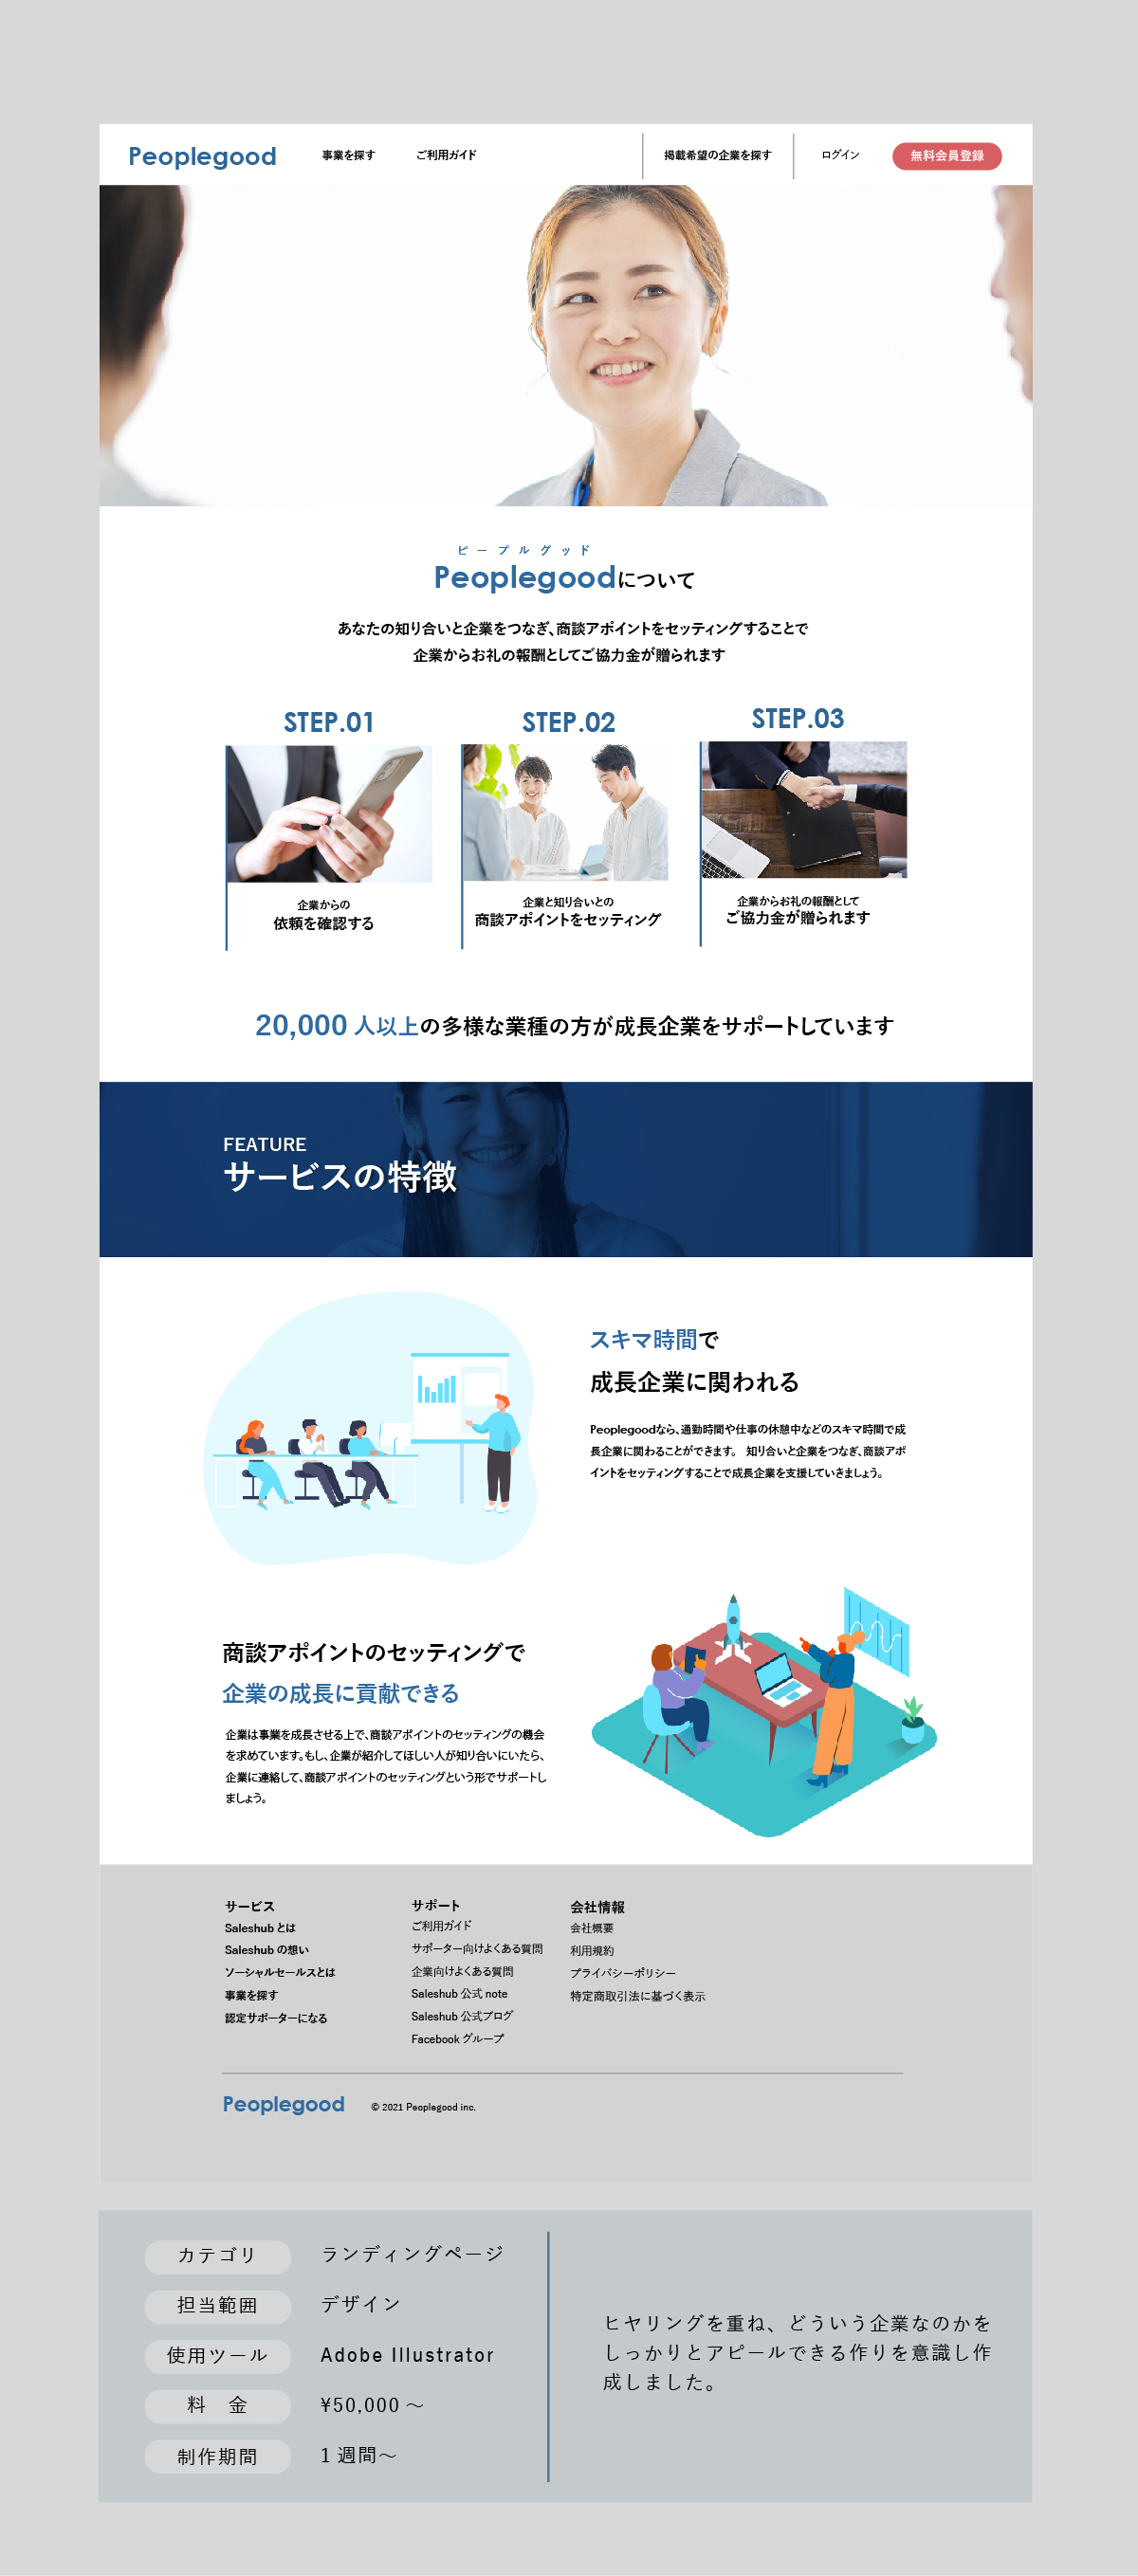 Peoplegood
事業を探す
ご利用ガイド
掲載希望の企業を探す
ログイン
無料会員登録
ピープルグッド
Peoplegoodについて
あなたの知り合いと企業をつなぎ、商談アポイントをセッティングすることで
企業からお礼の報酬としてご協力金が贈られます
STEP.01
企業からの
依頼を確認する
STEP.02
企業と知り合いとの
商談アポイントをセッティング
STEP.03
企業からお礼の報酬として
ご協力金が贈られます
20,000 人以上の多様な業種の方が成長企業をサポートしています
FEATURE
サービスの特徴
スキマ時間で
成長企業に関われる
Peoplegoodなら、通勤時間や仕事の休憩中などのスキマ時間で成
長企業に関わることができます。 知り合いと企業をつなぎ、商談アポ
イントをセッティングすることで成長企業を支援していきましょう。
商談アポイントのセッティングで
企業の成長に貢献できる
企業は事業を成長させる上で、商談アポイントのセッティングの機会
を求めています。もし、企業が紹介してほしい人が知り合いにいたら、
企業に連絡して、商談アポイントのセッティングという形でサポートし
ましょう。
サービス
Saleshub とは
Saleshub の想い
ソーシャルセールスとは
事業を探す
認定サポーターになる
サポート
ご利用ガイド
サポーター向けよくある質問
企業向けよくある質問
Saleshub 公式 note
Saleshub 公式ブログ
Facebook グループ
会社情報
会社概要
利用規約
プライバシーポリシー
特定商取引法に基づく表示
Peoplegood
© 2021 Peoplegood inc.
カテゴリ ランディングページ
担当範囲 デザイン
使用ツール Adobe Illustrator
料 金 ¥50,000 〜
制作期間 1 週間〜
ヒヤリングを重ね、どういう企業なのかを
しっかりとアピールできる作りを意識し作
成しました。